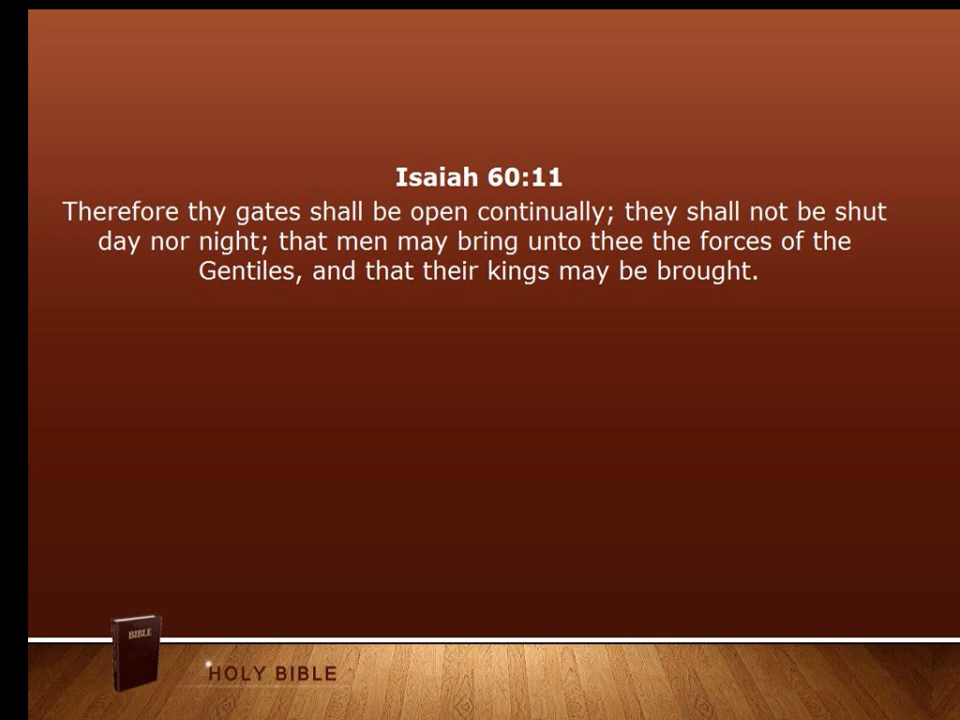 Isaiah 60:11
Therefore thy gates shall be open continually; they shall not be shut
day nor night; that men may bring unto thee the forces of the
Gentiles, and that their kings may be brought.
BIBLE
HOLY BIBLE